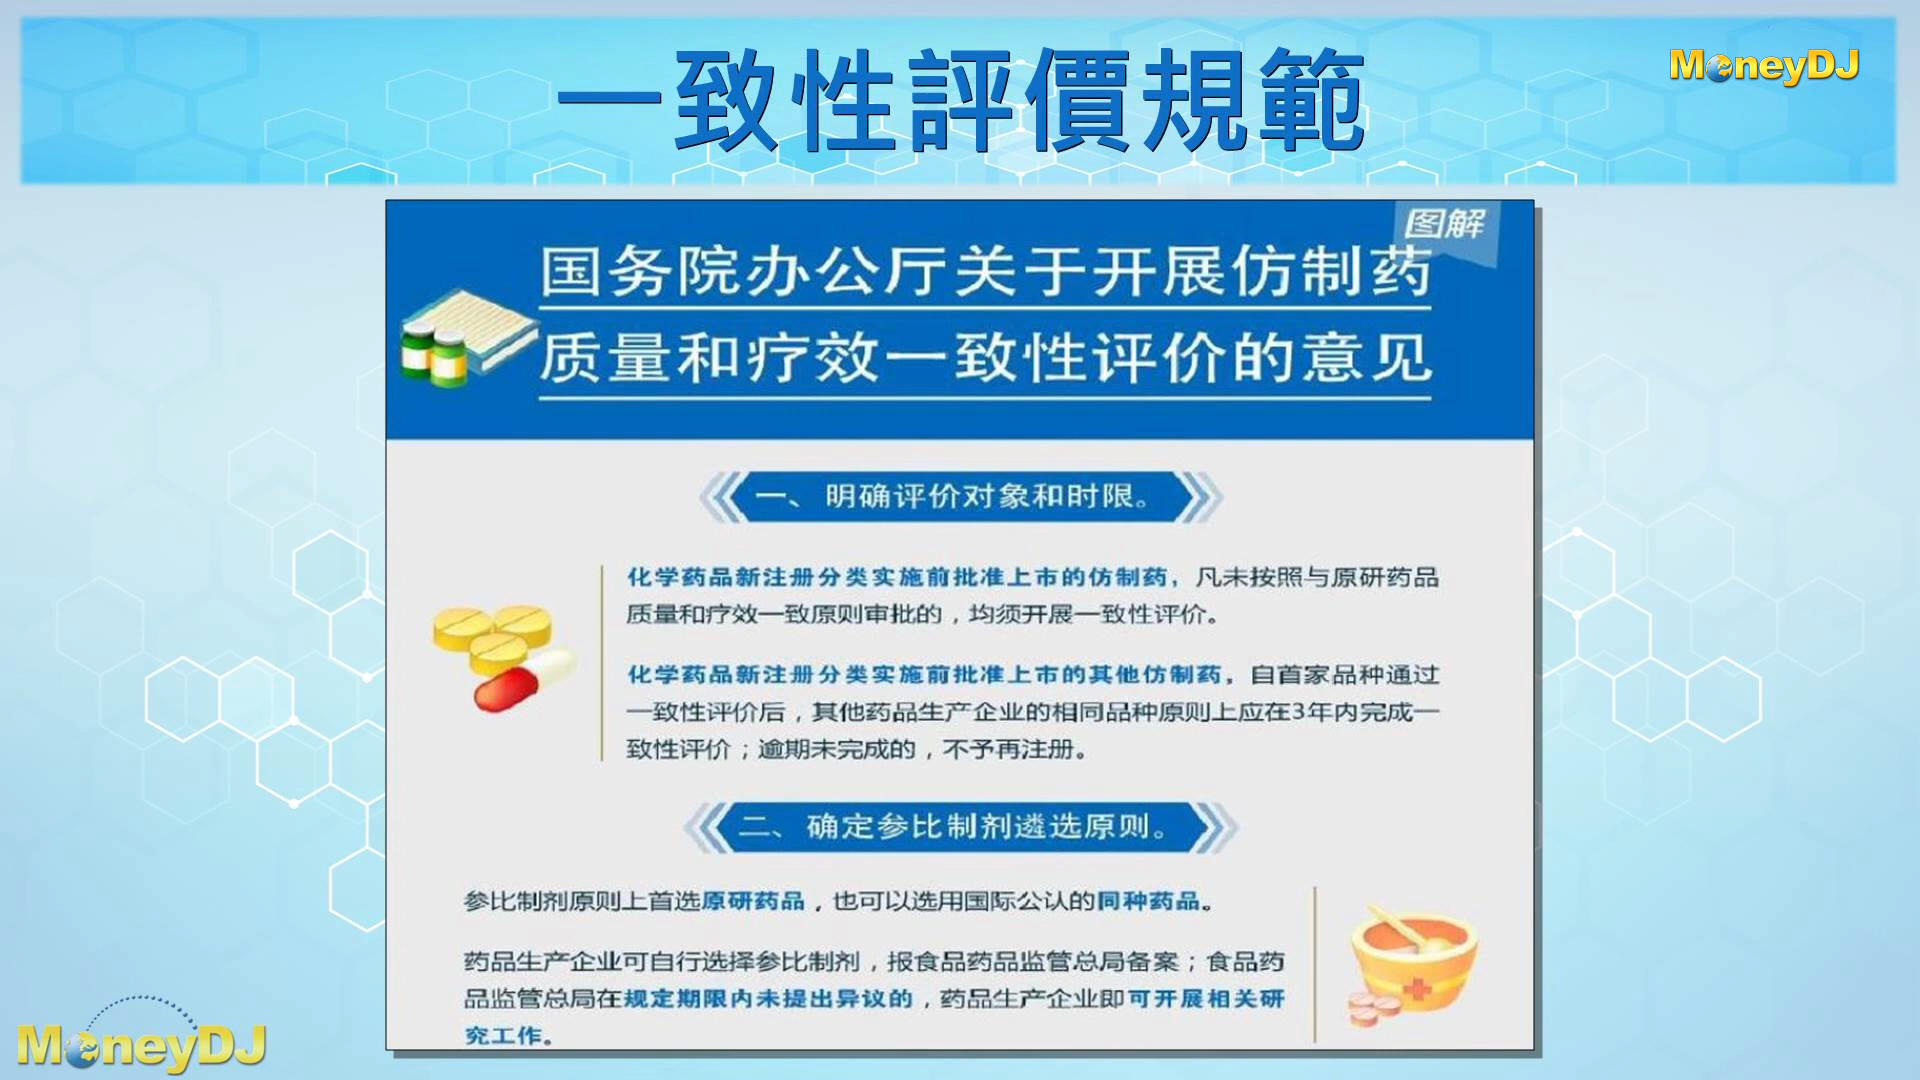 一致性評價規範
MoneyDJ
图解
国务院办公厅关于开展仿制药
质量和疗效一致性评价的意见
一、明确评价对象和时限。
化学药品新注册分类实施前批准上市的仿制药，凡未按照与原研药品
质量和疗效一致原则审批的，均须开展一致性评价。
化学药品新注册分类实施前批准上市的其他仿制药，自首家品种通过
一致性评价后，其他药品生产企业的相同品种原则上应在3年内完成一
致性评价；逾期未完成的，不予再注册。
二、确定参比制剂遴选原则。
参比制剂原则上首选原研药品，也可以选用国际公认的同种药品。
药品生产企业可自行选择参比制剂，报食品药品监管总局备案；食品药
品监管总局在规定期限内未提出异议的，药品生产企业即可开展相关研
究工作。
MoneyDJ